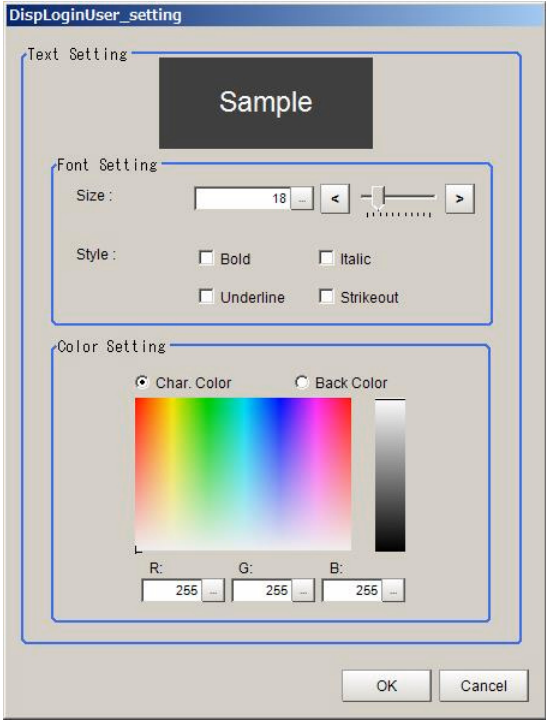 DispLoginUser_setting
Text Setting
Sample
Font Setting
Size :
18 ...
<
>
Style :
Bold
Italic
Underline
Strikeout
Color Setting
Char. Color
Back Color
R:
G:
B:
255 ...
255 ...
255 ...
OK
Cancel